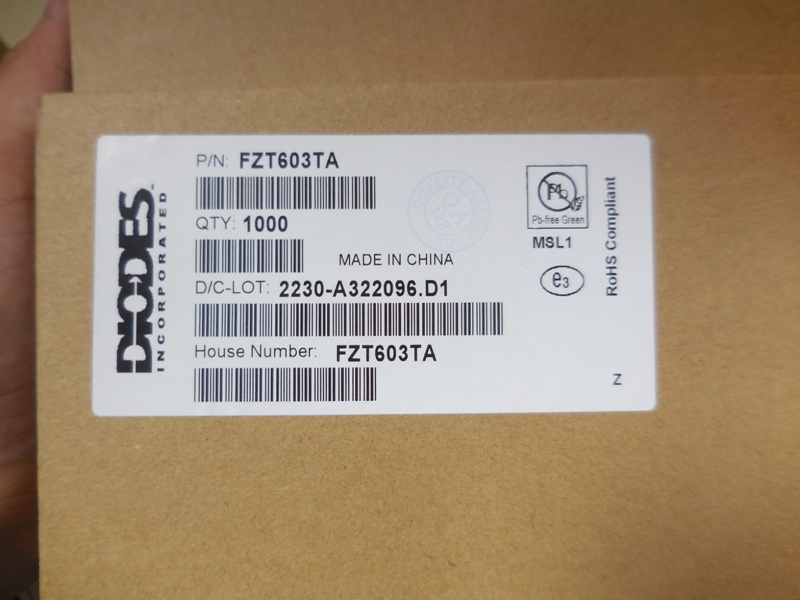 DIODES
INCORPORATED
P/N: FZT603TA
QTY: 1000
MADE IN CHINA
D/C-LOT: 2230-A322096.D1
House Number: FZT603TA
Pb
Pb-free Green
MSL1
e3
RoHS Compliant
Z